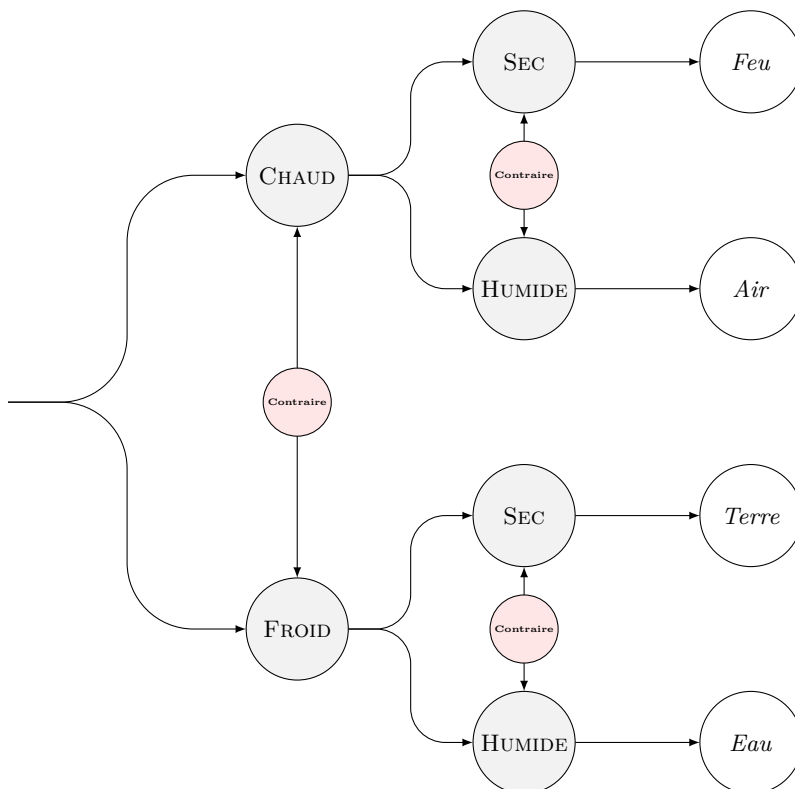 SEC
Feu
CHAUD
Contraire
HUMIDE
Air
Contraire
SEC
Terre
FROID
Contraire
HUMIDE
Eau